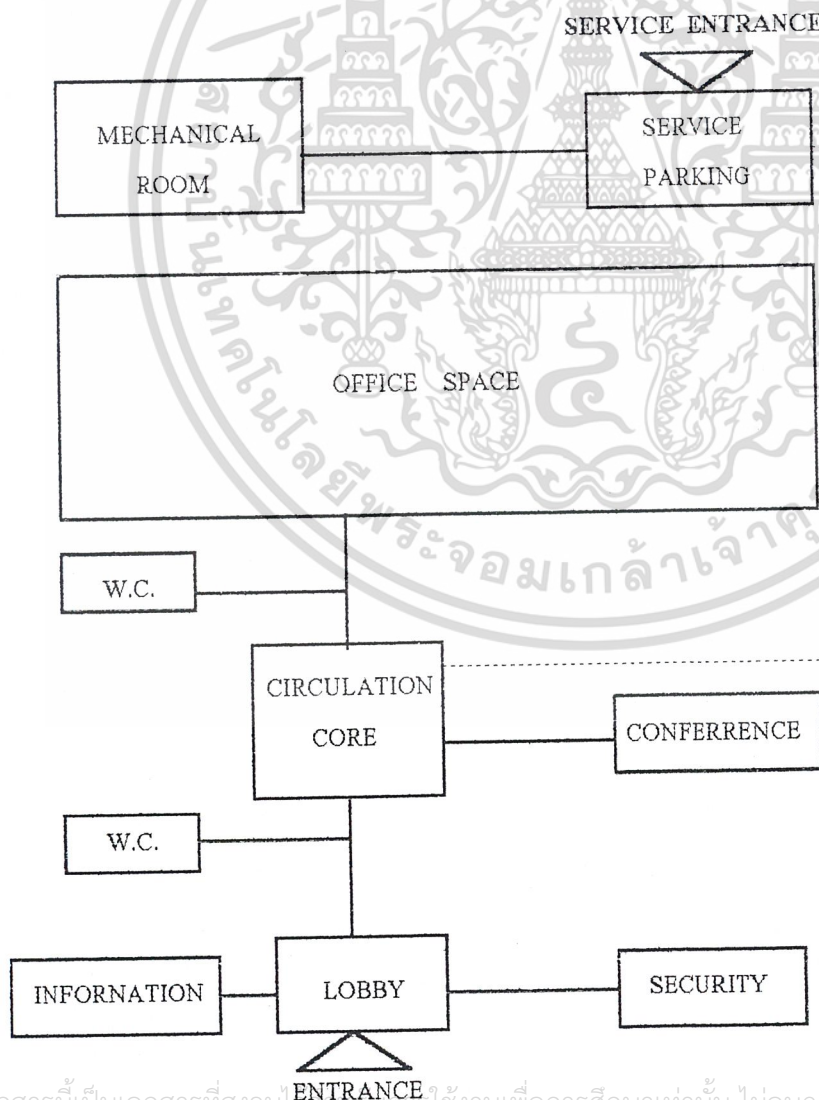 SERVICE ENTRANCE
MECHANICAL
ROOM
SERVICE
PARKING
OFFICE SPACE
W.C.
CIRCULATION
CORE
CONFERRENCE
W.C.
INFORNATION
LOBBY
SECURITY
ENTRANCE